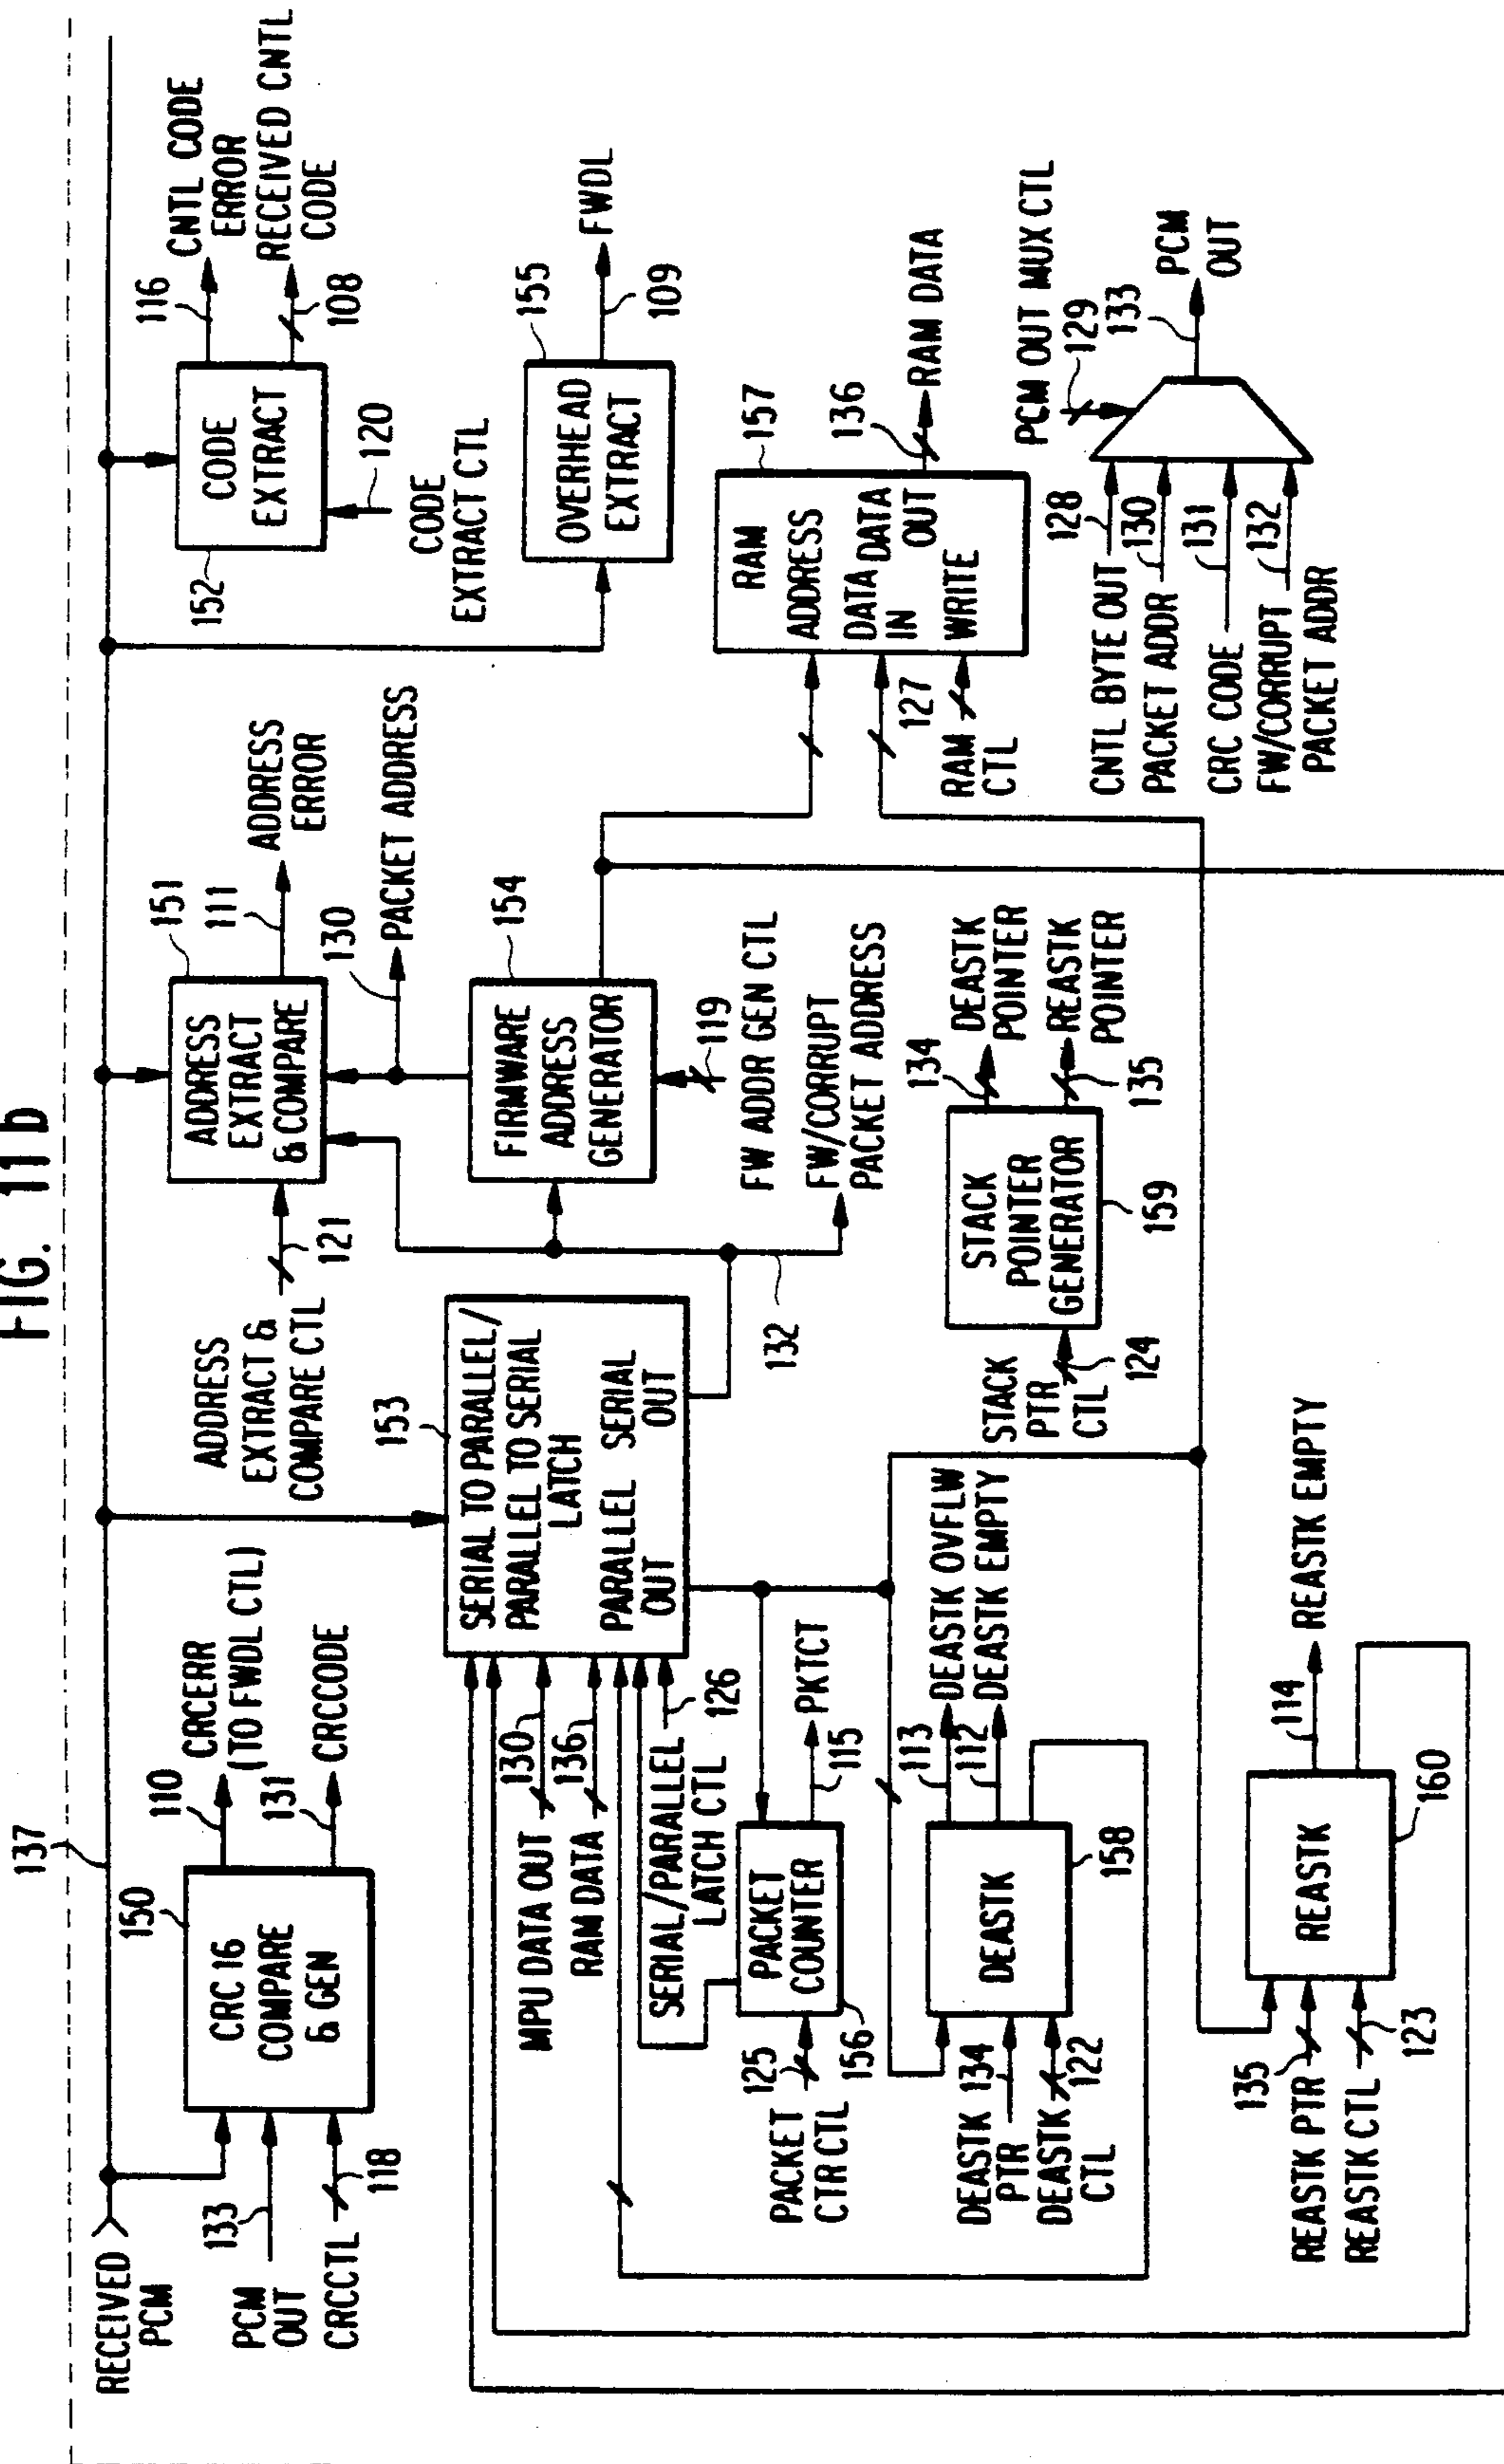 FIG. 11b
137
RECEIVED
PCM
133
PCM
OUT
CRCCTL
118
150
CRC 16
COMPARE
& GEN
110
CRCERR
(TO FWDL CTL)
131
CRCCODE
ADDRESS
EXTRACT &
COMPARE CTL
121
ADDRESS
EXTRACT
& COMPARE
151
111
ADDRESS
ERROR
130
PACKET ADDRESS
152
CODE
EXTRACT
116
CNTL CODE
ERROR
RECEIVED CNTL
CODE
108
120
CODE
EXTRACT CTL
153
SERIAL TO PARALLEL/
PARALLEL TO SERIAL
LATCH
PARALLEL
OUT
SERIAL
OUT
MPU DATA OUT
130
RAM DATA
136
SERIAL/PARALLEL
LATCH CTL
126
132
FIRMWARE
ADDRESS
GENERATOR
154
119
FW ADDR GEN CTL
FW/CORRUPT
PACKET ADDRESS
OVERHEAD
EXTRACT
155
FWDL
109
PACKET
CTR CTL
125
PACKET
COUNTER
156
PKTCT
115
RAM
ADDRESS
DATA
IN
DATA
OUT
WRITE
157
136
RAM DATA
127
RAM
CTL
DEASTK
PTR
134
DEASTK
CTL
122
DEASTK
158
113
DEASTK OVFLW
112
DEASTK EMPTY
STACK
PTR
CTL
124
STACK
POINTER
GENERATOR
159
134
DEASTK
POINTER
REASTK
POINTER
135
PCM OUT MUX CTL
129
133
PCM
OUT
CNTL BYTE OUT
128
PACKET ADDR
130
CRC CODE
131
FW/CORRUPT
PACKET ADDR
132
135
REASTK PTR
REASTK CTL
123
REASTK
160
114
REASTK EMPTY